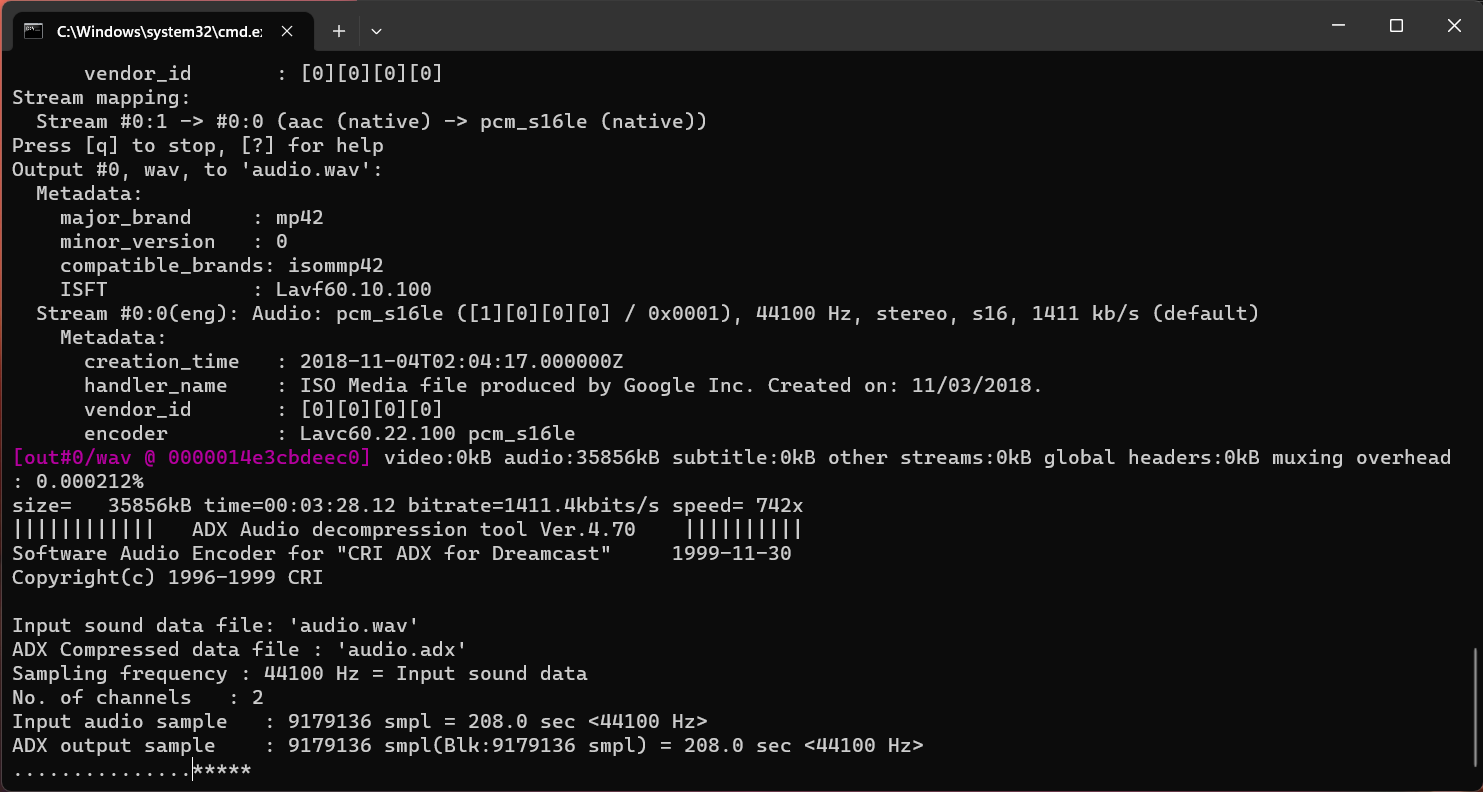 C:\Windows\system32\cmd.e
      vendor_id       : [0][0][0][0]
Stream mapping:
  Stream #0:1 -> #0:0 (aac (native) -> pcm_s16le (native))
Press [q] to stop, [?] for help
Output #0, wav, to 'audio.wav':
  Metadata:
    major_brand     : mp42
    minor_version   : 0
    compatible_brands: isommp42
    ISFT            : Lavf60.10.100
  Stream #0:0(eng): Audio: pcm_s16le ([1][0][0][0] / 0x0001), 44100 Hz, stereo, s16, 1411 kb/s (default)
    Metadata:
      creation_time   : 2018-11-04T02:04:17.000000Z
      handler_name    : ISO Media file produced by Google Inc. Created on: 11/03/2018.
      vendor_id       : [0][0][0][0]
      encoder         : Lavc60.22.100 pcm_s16le
[out#0/wav @ 0000014e3cbdeec0] video:0kB audio:35856kB subtitle:0kB other streams:0kB global headers:0kB muxing overhead
: 0.000212%
size=   35856kB time=00:03:28.12 bitrate=1411.4kbits/s speed= 742x
||||||||||||   ADX Audio decompression tool Ver.4.70    ||||||||||
Software Audio Encoder for "CRI ADX for Dreamcast"     1999-11-30
Copyright(c) 1996-1999 CRI

Input sound data file: 'audio.wav'
ADX Compressed data file : 'audio.adx'
Sampling frequency : 44100 Hz = Input sound data
No. of channels   : 2
Input audio sample   : 9179136 smpl = 208.0 sec <44100 Hz>
ADX output sample    : 9179136 smpl(Blk:9179136 smpl) = 208.0 sec <44100 Hz>
...............*****